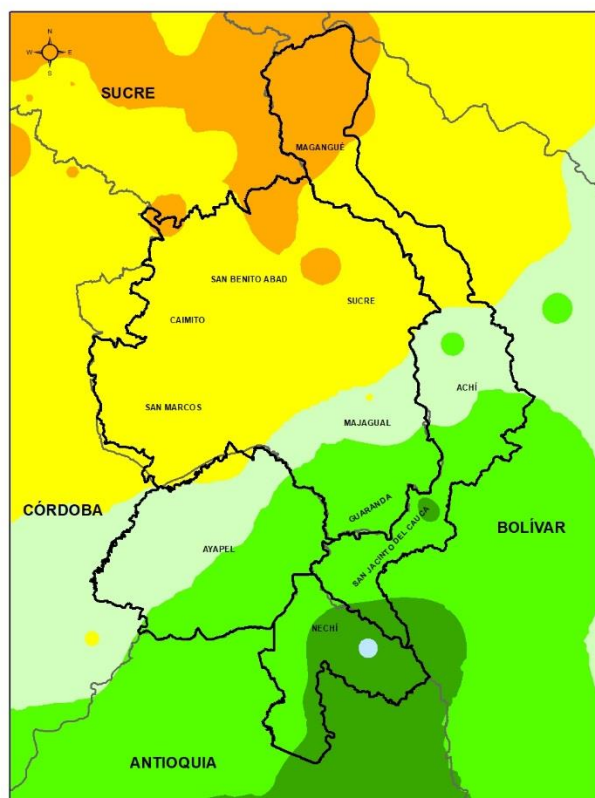 N
W E
S
SUCRE
MAGANGUÉ
SAN BENITO ABAD
SUCRE
CAIMITO
ACHÍ
SAN MARCOS
MAJAGUAL
CÓRDOBA
GUARANDA
BOLÍVAR
SAN JACINTO DEL CAUCA
AYAPEL
NECHÍ
ANTIOQUIA